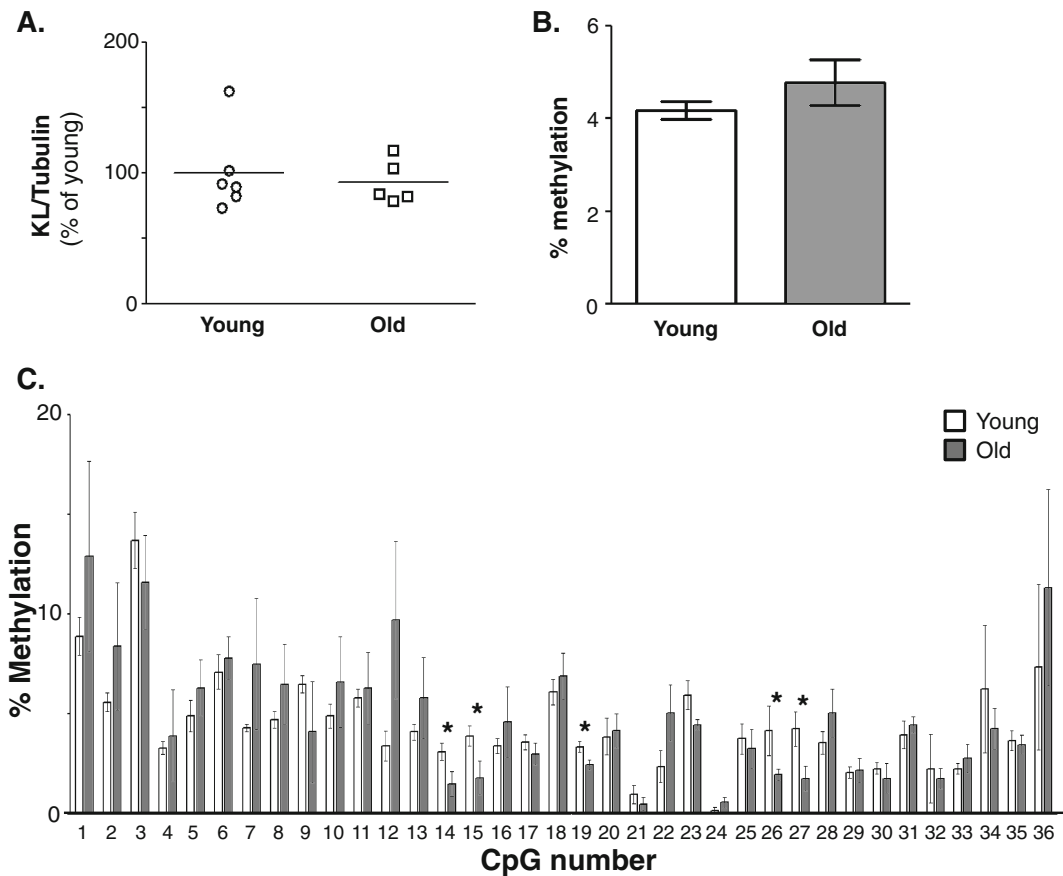 A.
200
100
0
KL/Tubulin
(% of young)
Young Old
B.
6
4
2
0
% methylation
Young Old
C.
20
10
0
% Methylation
Young
Old
* * * * *
1 2 3 4 5 6 7 8 9 10 11 12 13 14 15 16 17 18 19 20 21 22 23 24 25 26 27 28 29 30 31 32 33 34 35 36
CpG number